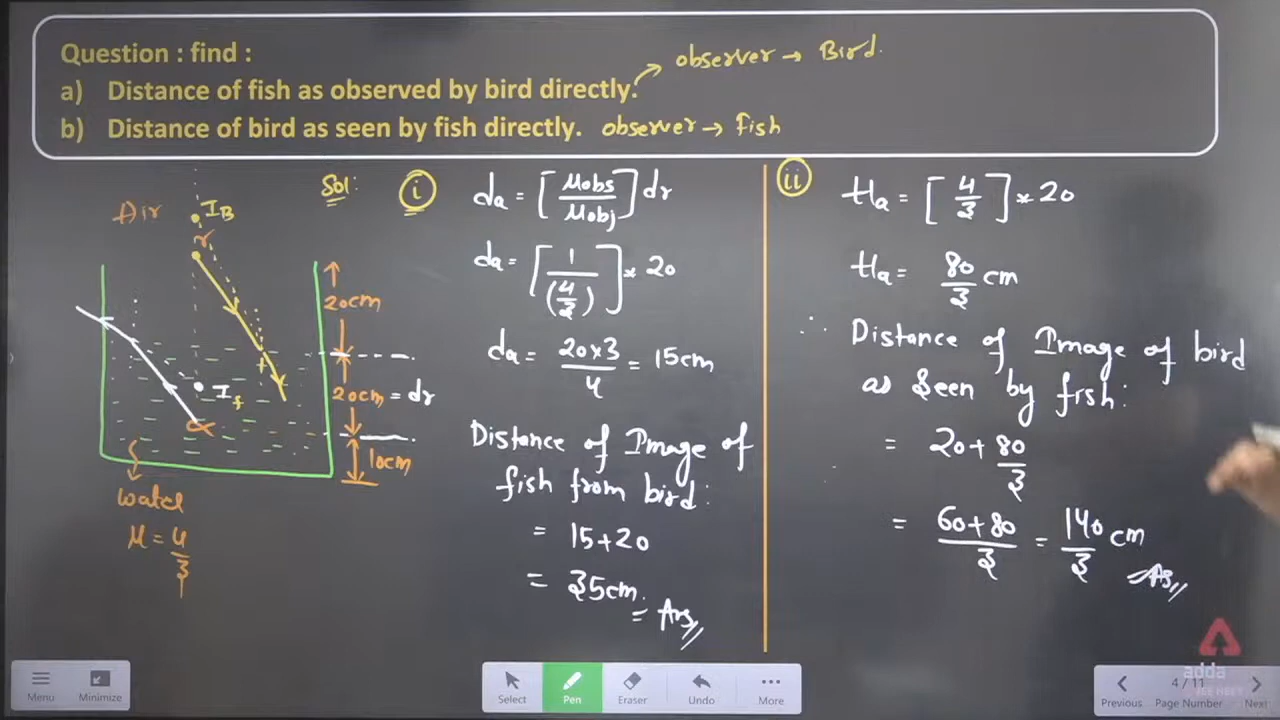 Question : find :
a) Distance of fish as observed by bird directly.
b) Distance of bird as seen by fish directly.
observer → Bird.
observer → fish
Air
I_B
20cm
20cm = dr
10cm
I_f
water
μ = 4/3
Sol:
(i)
da = [μobs/μobj] dr
da = [1/(4/3)] * 20
da = 20×3/4 = 15cm
Distance of Image of
fish from bird:
= 15+20
= 35cm.
= Ans
(ii)
Ha = [4/3] * 20
Ha = 80/3 cm
∴ Distance of Image of bird
as seen by fish:
= 20 + 80/3
= 60+80/3 = 140/3 cm
Ans
Menu
Minimize
Select
Pen
Eraser
Undo
More
4 / 11
Previous
Page Number
Next
adda